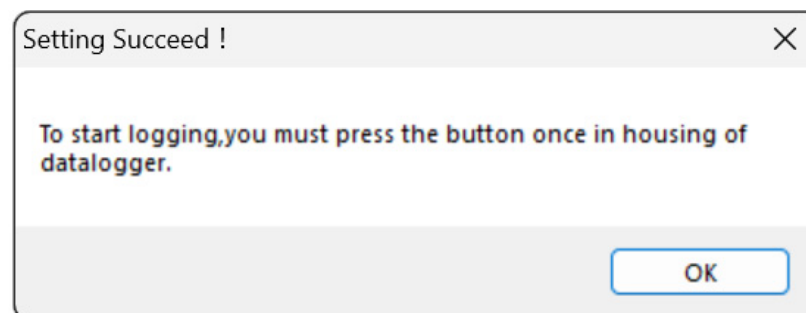 Setting Succeed！
To start logging,you must press the button once in housing of
datalogger.
OK